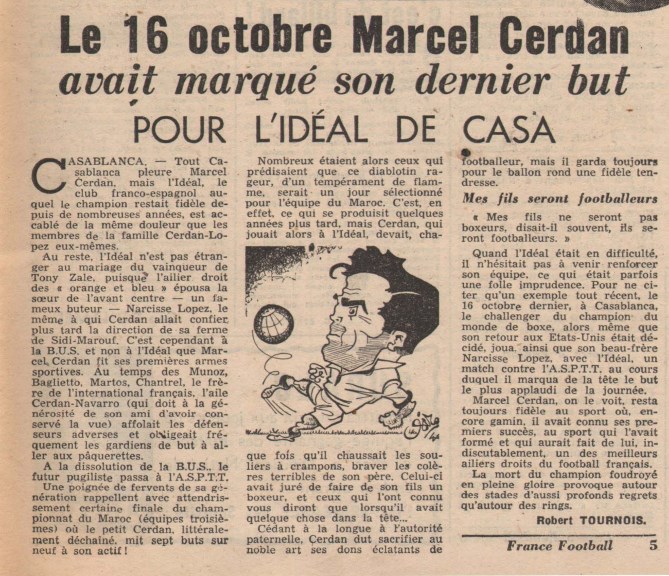 Le 16 octobre Marcel Cerdan
avait marqué son dernier but
POUR L'IDÉAL DE CASA
CASABLANCA. — Tout Ca-
sablanca pleure Marcel
Cerdan, mais l'Idéal, le
club franco-espagnol au-
quel le champion restait fidèle de-
puis de nombreuses années, est ac-
cablé de la même douleur que les
membres de la famille Cerdan-Lo-
pez eux-mêmes.
Au reste, l'Idéal n'est pas étran-
ger au mariage du vainqueur de
Tony Zale, puisque l'ailier droit
des « orange et bleu » épousa la
sœur de l'avant centre — un fa-
meux buteur — Narcisse Lopez, le
même à qui Cerdan allait confier
plus tard la direction de sa ferme
de Sidi-Marouf. C'est cependant à
la B.U.S. et non à l'Idéal que Mar-
cel Cerdan fit ses premières armes
sportives. Au temps des Munoz,
Baglietto, Martos, Chantrel, le frè-
re de l'international français, l'aile
Cerdan-Navarro (qui doit à la gé-
nérosité de son ami d'avoir con-
servé la vue) affolait les défen-
seurs adverses et obligeait fré-
quemment les gardiens de but à al-
ler aux pâquerettes.
A la dissolution de la B.U.S., le
futur pugiliste passa à l'A.S.P.T.T.
Une poignée de fervents de sa gé-
nération rappellent avec attendris-
sement certaine finale du cham-
pionnat du Maroc (équipes troisiè-
mes) où le petit Cerdan, littérale-
ment déchaîné, mit sept buts sur
neuf à son actif !
Nombreux étaient alors ceux qui
prédisaient que ce diablotin ra-
geur, d'un tempérament de flam-
me, serait un jour sélectionné
pour l'équipe du Maroc. C'est, en
effet, ce qui se produisit quelques
années plus tard, mais Cerdan, qui
jouait alors à l'Idéal, devait, cha-
que fois qu'il chaussait les sou-
liers à crampons, braver les colè-
res terribles de son père. Celui-ci
avait juré de faire de son fils un
boxeur, et ceux qui l'ont connu
vous diront que lorsqu'il avait
quelque chose dans la tête...
Cédant à la longue à l'autorité
paternelle, Cerdan dut sacrifier au
noble art ses dons éclatants de
footballeur, mais il garda toujours
pour le ballon rond une fidèle ten-
dresse.
Mes fils seront footballeurs
« Mes fils ne seront pas
boxeurs, disait-il souvent, ils se-
ront footballeurs. »
Quand l'Idéal était en difficulté,
il n'hésitait pas à venir renforcer
son équipe, ce qui était parfois
une folle imprudence. Pour ne ci-
ter qu'un exemple tout récent, le
16 octobre dernier, à Casablanca,
le challenger du champion du
monde de boxe, alors même que
son retour aux Etats-Unis était dé-
cidé, joua, ainsi que son beau-frère
Narcisse Lopez, avec l'Idéal, un
match contre l'A.S.P.T.T. au cours
duquel il marqua de la tête le but
le plus applaudi de la journée.
Marcel Cerdan, on le voit, resta
toujours fidèle au sport où, en-
core gamin, il avait connu ses pre-
miers succès, au sport qui l'avait
formé et qui aurait fait de lui, in-
discutablement, un des meilleurs
ailiers droits du football français.
La mort du champion foudroyé
en pleine gloire provoque autour
des stades d'aussi profonds regrets
qu'autour des rings.
Robert TOURNOIS.
France Football 5